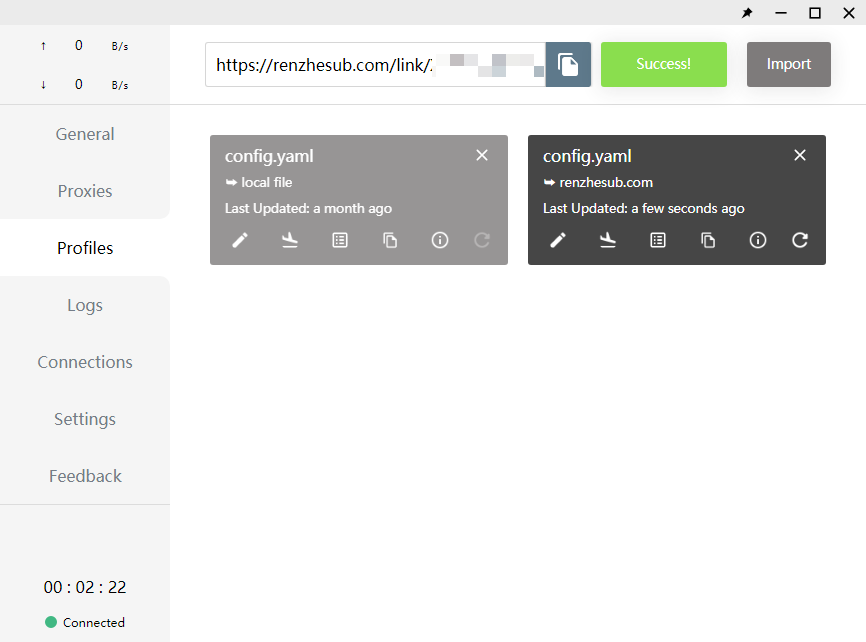 ↑ 0 B/s
↓ 0 B/s
General
Proxies
Profiles
Logs
Connections
Settings
Feedback
00 : 02 : 22
Connected
https://renzhesub.com/link/
Success!
Import
config.yaml
local file
Last Updated: a month ago
config.yaml
renzhesub.com
Last Updated: a few seconds ago